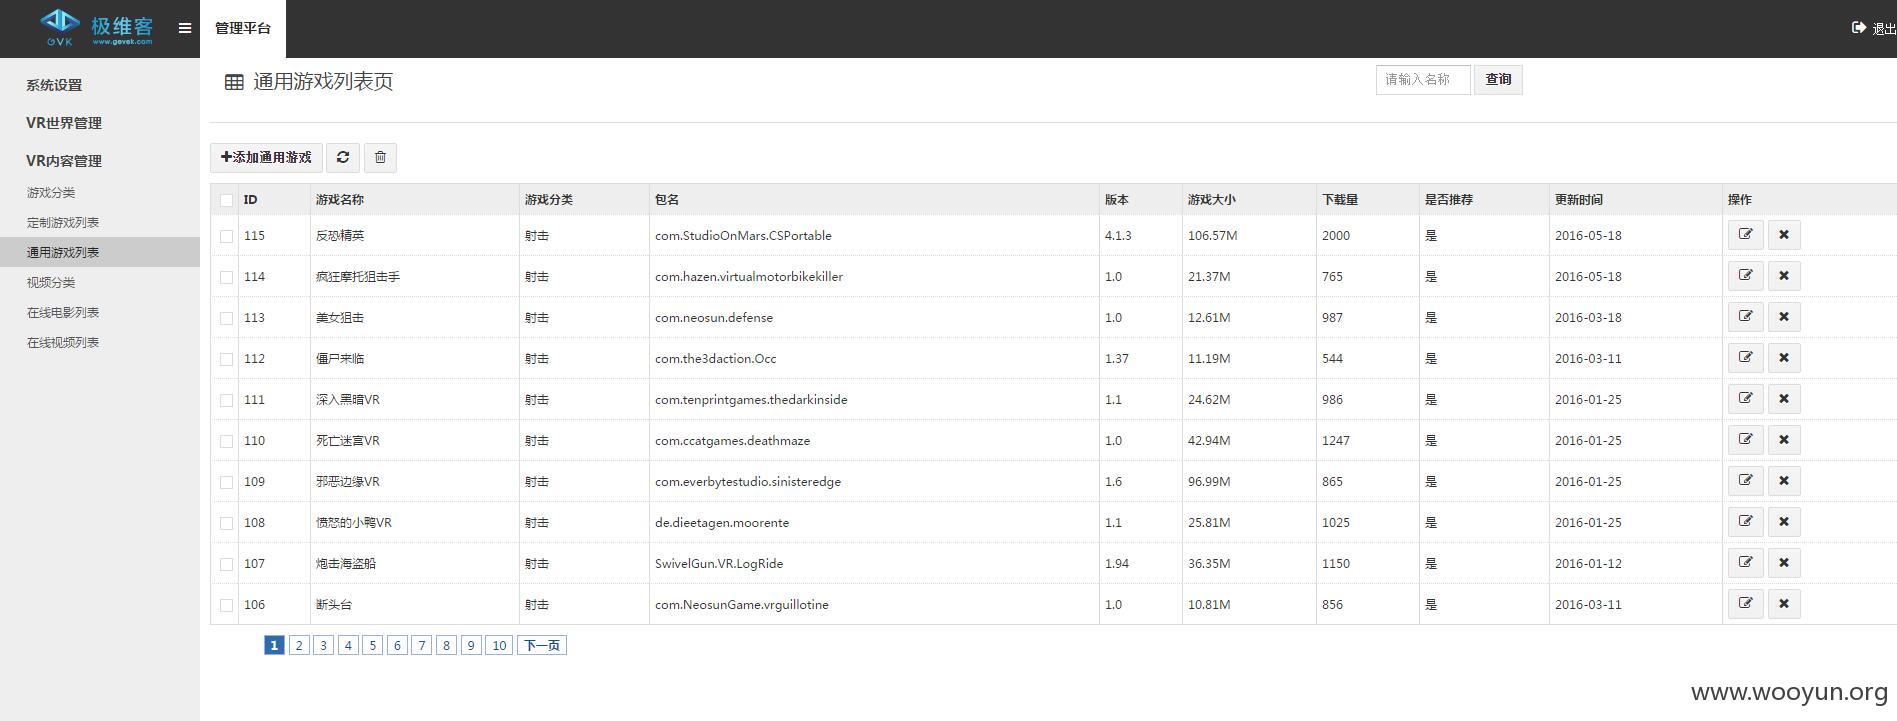 GVK 极维客 www.gevek.com 管理平台 退出
系统设置
VR世界管理
VR内容管理
游戏分类
定制游戏列表
通用游戏列表
视频分类
在线电影列表
在线视频列表
通用游戏列表页 请输入名称 查询
添加通用游戏
ID 游戏名称 游戏分类 包名 版本 游戏大小 下载量 是否推荐 更新时间 操作
115 反恐精英 射击 com.StudioOnMars.CSPortable 4.1.3 106.57M 2000 是 2016-05-18
114 疯狂摩托狙击手 射击 com.hazen.virtualmotorbikekiller 1.0 21.37M 765 是 2016-05-18
113 美女狙击 射击 com.neosun.defense 1.0 12.61M 987 是 2016-03-18
112 僵尸来临 射击 com.the3daction.Occ 1.37 11.19M 544 是 2016-03-11
111 深入黑暗VR 射击 com.tenprintgames.thedarkinside 1.1 24.62M 986 是 2016-01-25
110 死亡迷宫VR 射击 com.ccatgames.deathmaze 1.0 42.94M 1247 是 2016-01-25
109 邪恶边缘VR 射击 com.everbytestudio.sinisteredge 1.6 96.99M 865 是 2016-01-25
108 愤怒的小鸭VR 射击 de.dieetagen.moorente 1.1 25.81M 1025 是 2016-01-25
107 炮击海盗船 射击 SwivelGun.VR.LogRide 1.94 36.35M 1150 是 2016-01-12
106 断头台 射击 com.NeosunGame.vrguillotine 1.0 10.81M 856 是 2016-03-11
1 2 3 4 5 6 7 8 9 10 下一页
www.wooyun.org